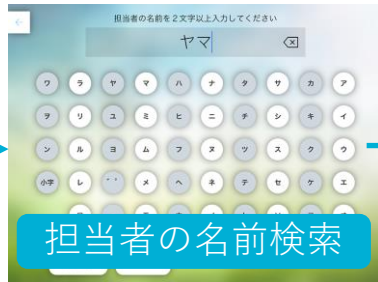 担当者の名前を2文字以上入力してください
ヤマ
ワ ラ ヤ マ ハ ナ タ サ カ ア
ヲ リ ユ ミ ヒ ニ チ シ キ イ
ン ル ヨ ム フ ヌ ツ ス ク ウ
小字 レ ゛ メ ヘ ネ テ セ ケ エ
担当者の名前検索